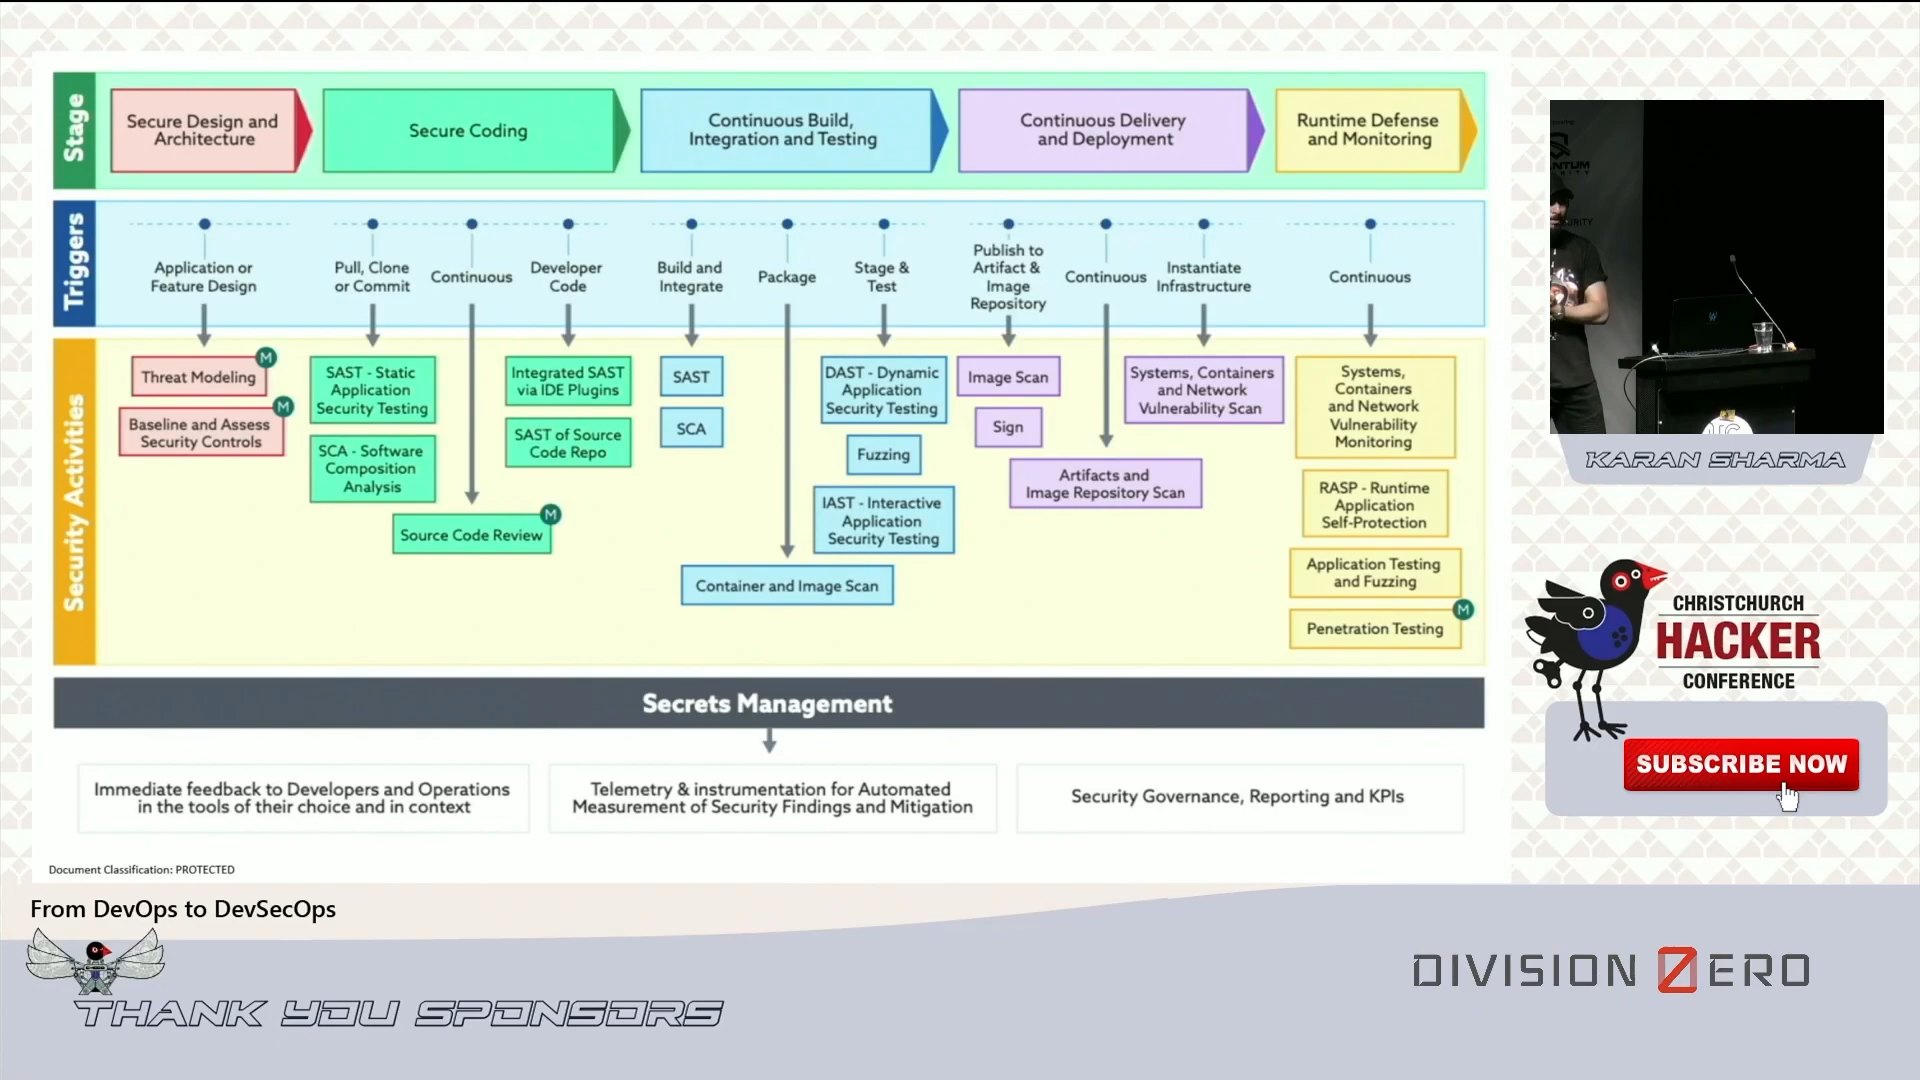 Stage
Secure Design and
Architecture
Secure Coding
Continuous Build,
Integration and Testing
Continuous Delivery
and Deployment
Runtime Defense
and Monitoring
Triggers
Application or
Feature Design
Pull, Clone
or Commit
Continuous
Developer
Code
Build and
Integrate
Package
Stage &
Test
Publish to
Artifact &
Image
Repository
Continuous
Instantiate
Infrastructure
Continuous
Security Activities
Threat Modeling
M
Baseline and Assess
Security Controls
M
SAST - Static
Application
Security Testing
SCA - Software
Composition
Analysis
Source Code Review
M
Integrated SAST
via IDE Plugins
SAST of Source
Code Repo
SAST
SCA
Container and Image Scan
DAST - Dynamic
Application
Security Testing
Fuzzing
IAST - Interactive
Application
Security Testing
Image Scan
Sign
Artifacts and
Image Repository Scan
Systems, Containers
and Network
Vulnerability Scan
Systems,
Containers
and Network
Vulnerability
Monitoring
RASP - Runtime
Application
Self-Protection
Application Testing
and Fuzzing
Penetration Testing
M
Secrets Management
Immediate feedback to Developers and Operations
in the tools of their choice and in context
Telemetry & instrumentation for Automated
Measurement of Security Findings and Mitigation
Security Governance, Reporting and KPIs
Document Classification: PROTECTED
KARAN SHARMA
CHRISTCHURCH
HACKER
CONFERENCE
SUBSCRIBE NOW
From DevOps to DevSecOps
THANK YOU SPONSORS
DIVISION ZERO